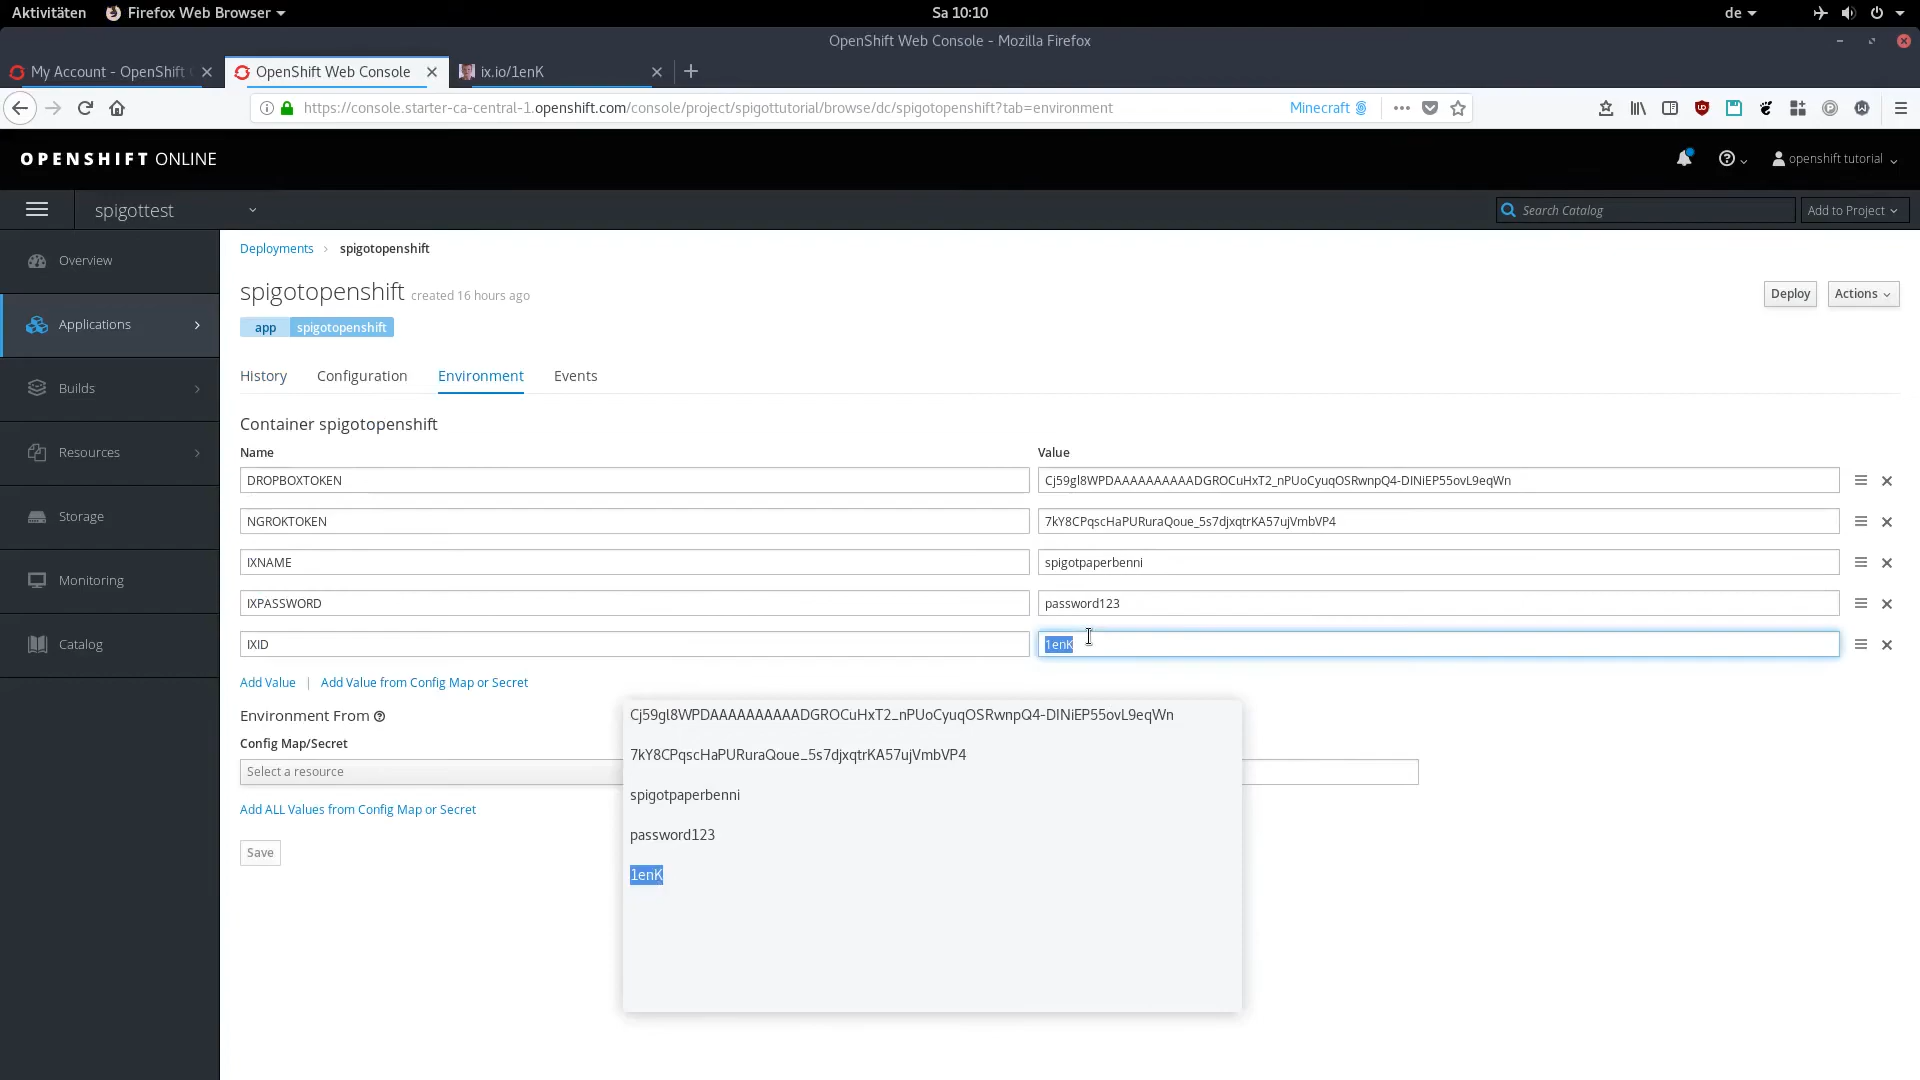 Aktivitäten Firefox Web Browser Sa 10:10 de
OpenShift Web Console - Mozilla Firefox
My Account - OpenShift OpenShift Web Console ix.io/1enK
https://console.starter-ca-central-1.openshift.com/console/project/spigottutorial/browse/dc/spigotopenshift?tab=environment Minecraft
OPENSHIFT ONLINE openshift tutorial
spigottest Search Catalog Add to Project
Overview
Applications
Builds
Resources
Storage
Monitoring
Catalog
Deployments › spigotopenshift
spigotopenshift created 16 hours ago Deploy Actions
app spigotopenshift
History Configuration Environment Events
Container spigotopenshift
Name Value
DROPBOXTOKEN Cj59gl8WPDAAAAAAAAAADGROCuHxT2_nPUoCyuqOSRwnpQ4-DINiEP55ovL9eqWn
NGROKTOKEN 7kY8CPqscHaPURuraQoue_5s7djxqtrKA57ujVmbVP4
IXNAME spigotpaperbenni
IXPASSWORD password123
IXID 1enK
Add Value | Add Value from Config Map or Secret
Environment From
Config Map/Secret
Select a resource
Add ALL Values from Config Map or Secret
Save
Cj59gl8WPDAAAAAAAAAADGROCuHxT2_nPUoCyuqOSRwnpQ4-DINiEP55ovL9eqWn
7kY8CPqscHaPURuraQoue_5s7djxqtrKA57ujVmbVP4
spigotpaperbenni
password123
1enK